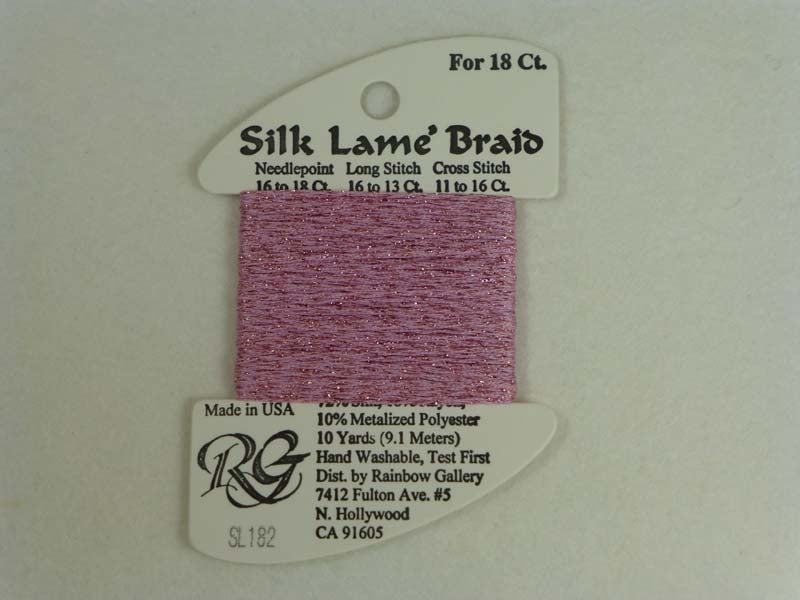 For 18 Ct.
Silk Lame' Braid
Needlepoint Long Stitch Cross Stitch
16 to 18 Ct. 16 to 13 Ct. 11 to 16 Ct.
Made in USA
RG
SL182
72% Silk,
10% Metalized Polyester
10 Yards (9.1 Meters)
Hand Washable, Test First
Dist. by Rainbow Gallery
7412 Fulton Ave. #5
N. Hollywood
CA 91605